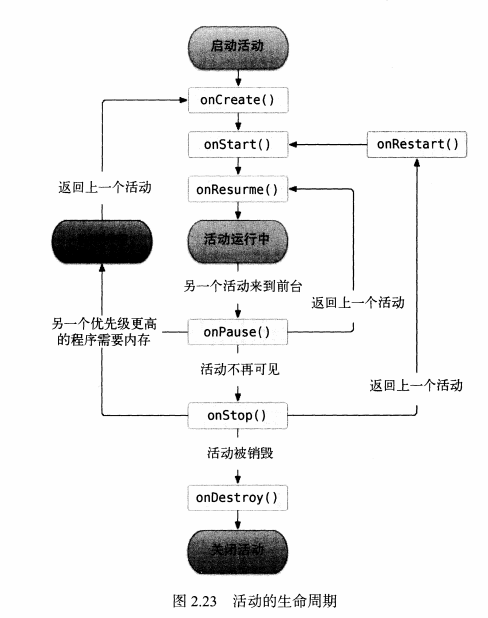 启动活动
onCreate()
onStart()
onRestart()
返回上一个活动
onResurme()
活动运行中
另一个活动来到前台
返回上一个活动
另一个优先级更高
的程序需要内存
onPause()
活动不再可见
返回上一个活动
onStop()
活动被销毁
onDestroy()
关闭活动
图 2.23 活动的生命周期